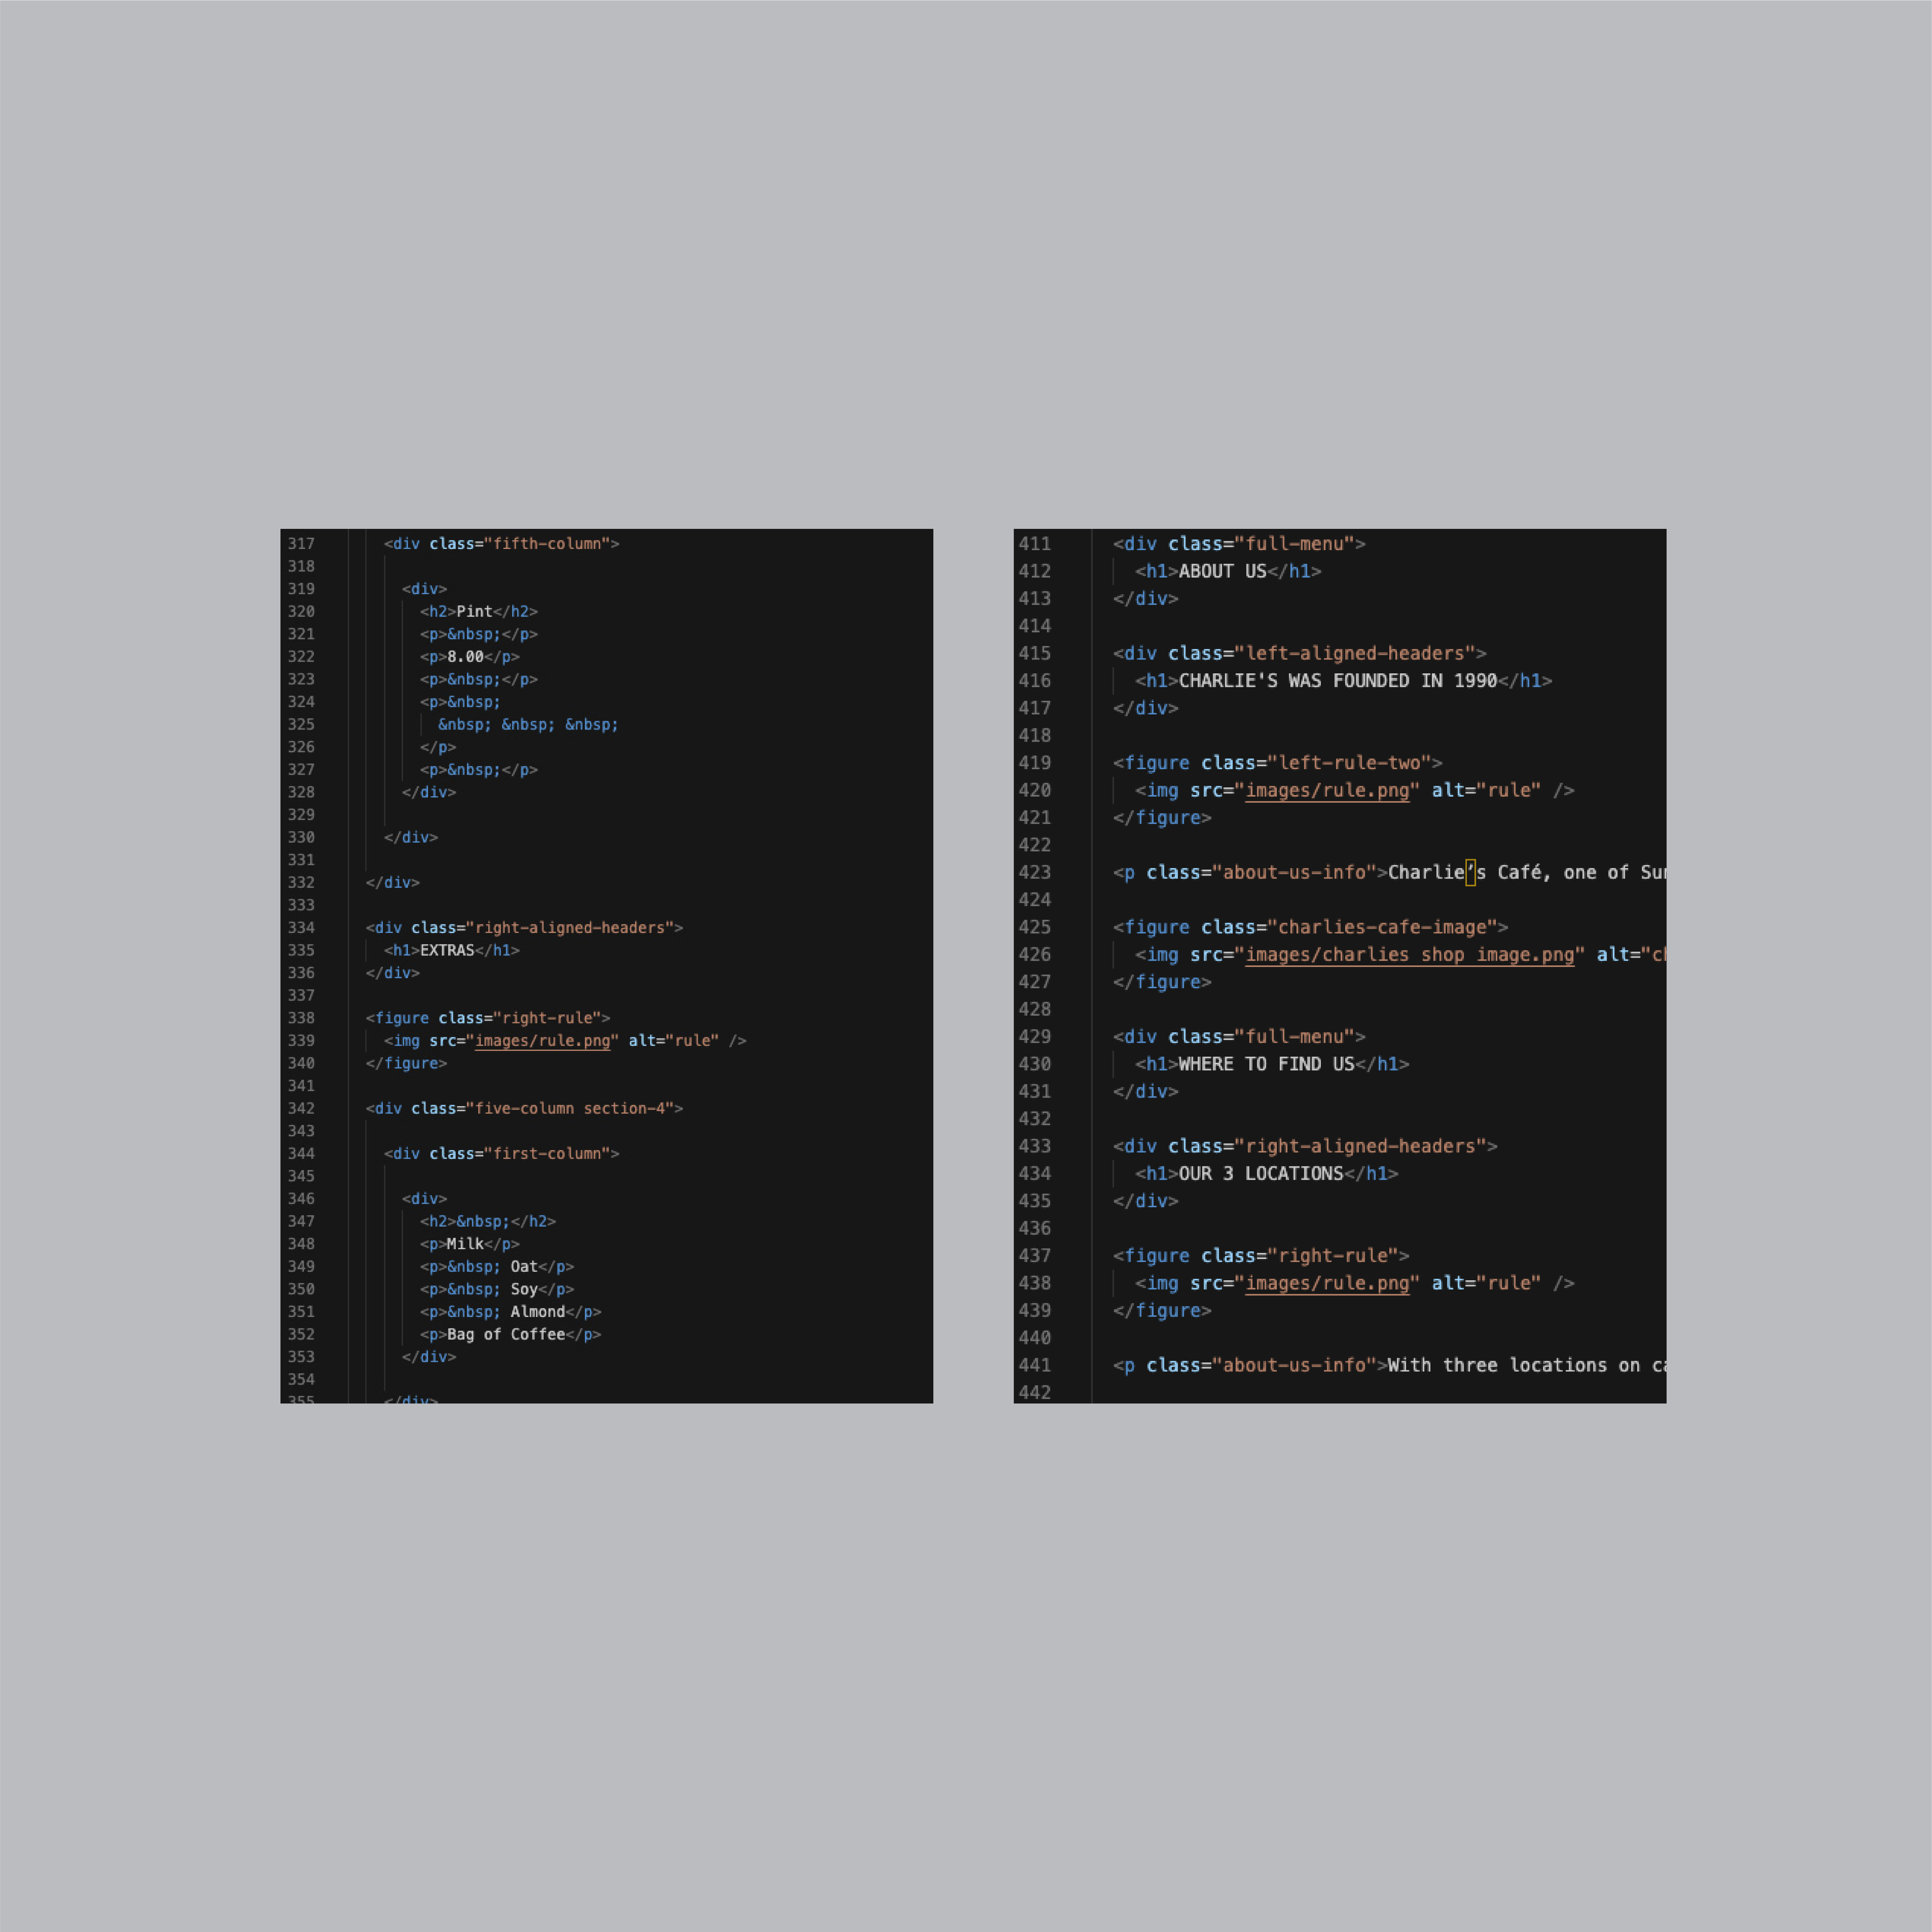 317 <div class="fifth-column">
318
319 <div>
320 <h2>Pint</h2>
321 <p>&nbsp;</p>
322 <p>8.00</p>
323 <p>&nbsp;</p>
324 <p>&nbsp;
325 &nbsp; &nbsp; &nbsp;
326 </p>
327 <p>&nbsp;</p>
328 </div>
329
330 </div>
331
332 </div>
333
334 <div class="right-aligned-headers">
335 <h1>EXTRAS</h1>
336 </div>
337
338 <figure class="right-rule">
339 <img src="images/rule.png" alt="rule" />
340 </figure>
341
342 <div class="five-column section-4">
343
344 <div class="first-column">
345
346 <div>
347 <h2>&nbsp;</h2>
348 <p>Milk</p>
349 <p>&nbsp; Oat</p>
350 <p>&nbsp; Soy</p>
351 <p>&nbsp; Almond</p>
352 <p>Bag of Coffee</p>
353 </div>
354
355 </div>
411 <div class="full-menu">
412 <h1>ABOUT US</h1>
413 </div>
414
415 <div class="left-aligned-headers">
416 <h1>CHARLIE'S WAS FOUNDED IN 1990</h1>
417 </div>
418
419 <figure class="left-rule-two">
420 <img src="images/rule.png" alt="rule" />
421 </figure>
422
423 <p class="about-us-info">Charlie’s Café, one of
424
425 <figure class="charlies-cafe-image">
426 <img src="images/charlies shop image.png" alt="
427 </figure>
428
429 <div class="full-menu">
430 <h1>WHERE TO FIND US</h1>
431 </div>
432
433 <div class="right-aligned-headers">
434 <h1>OUR 3 LOCATIONS</h1>
435 </div>
436
437 <figure class="right-rule">
438 <img src="images/rule.png" alt="rule" />
439 </figure>
440
441 <p class="about-us-info">With three locations on
442